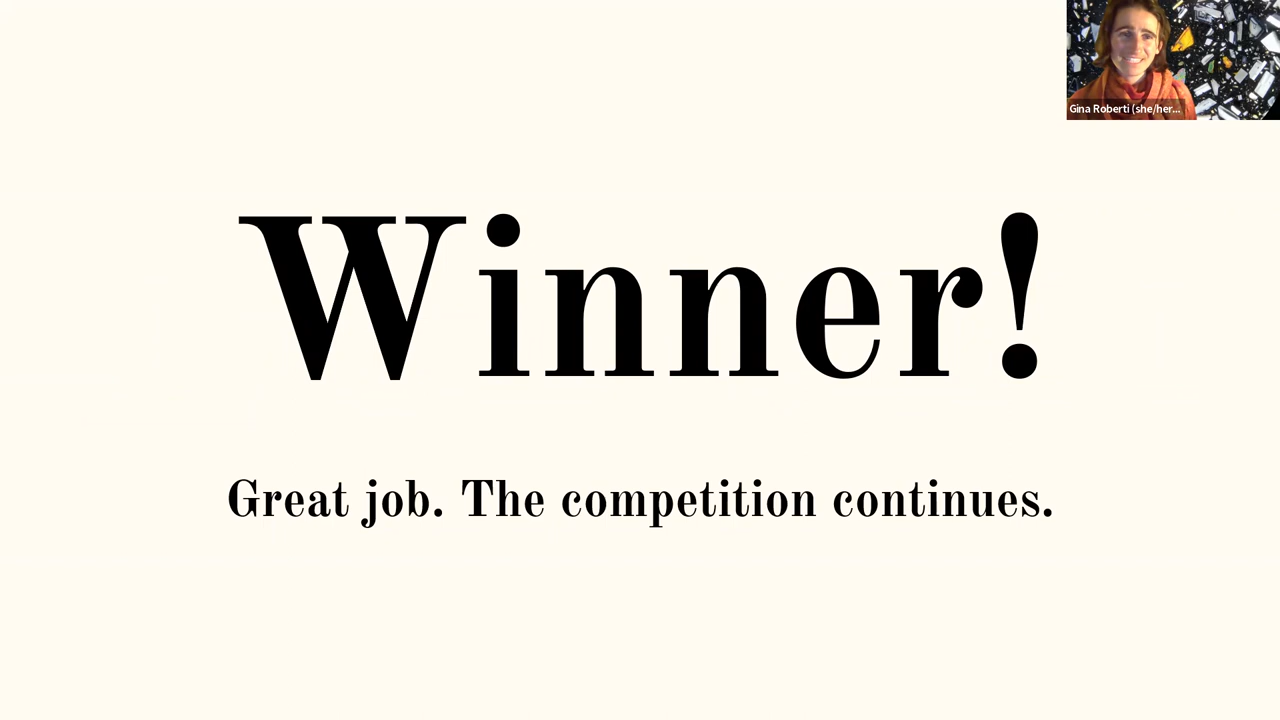 Gina Roberti (she/her...
Winner!
Great job. The competition continues.